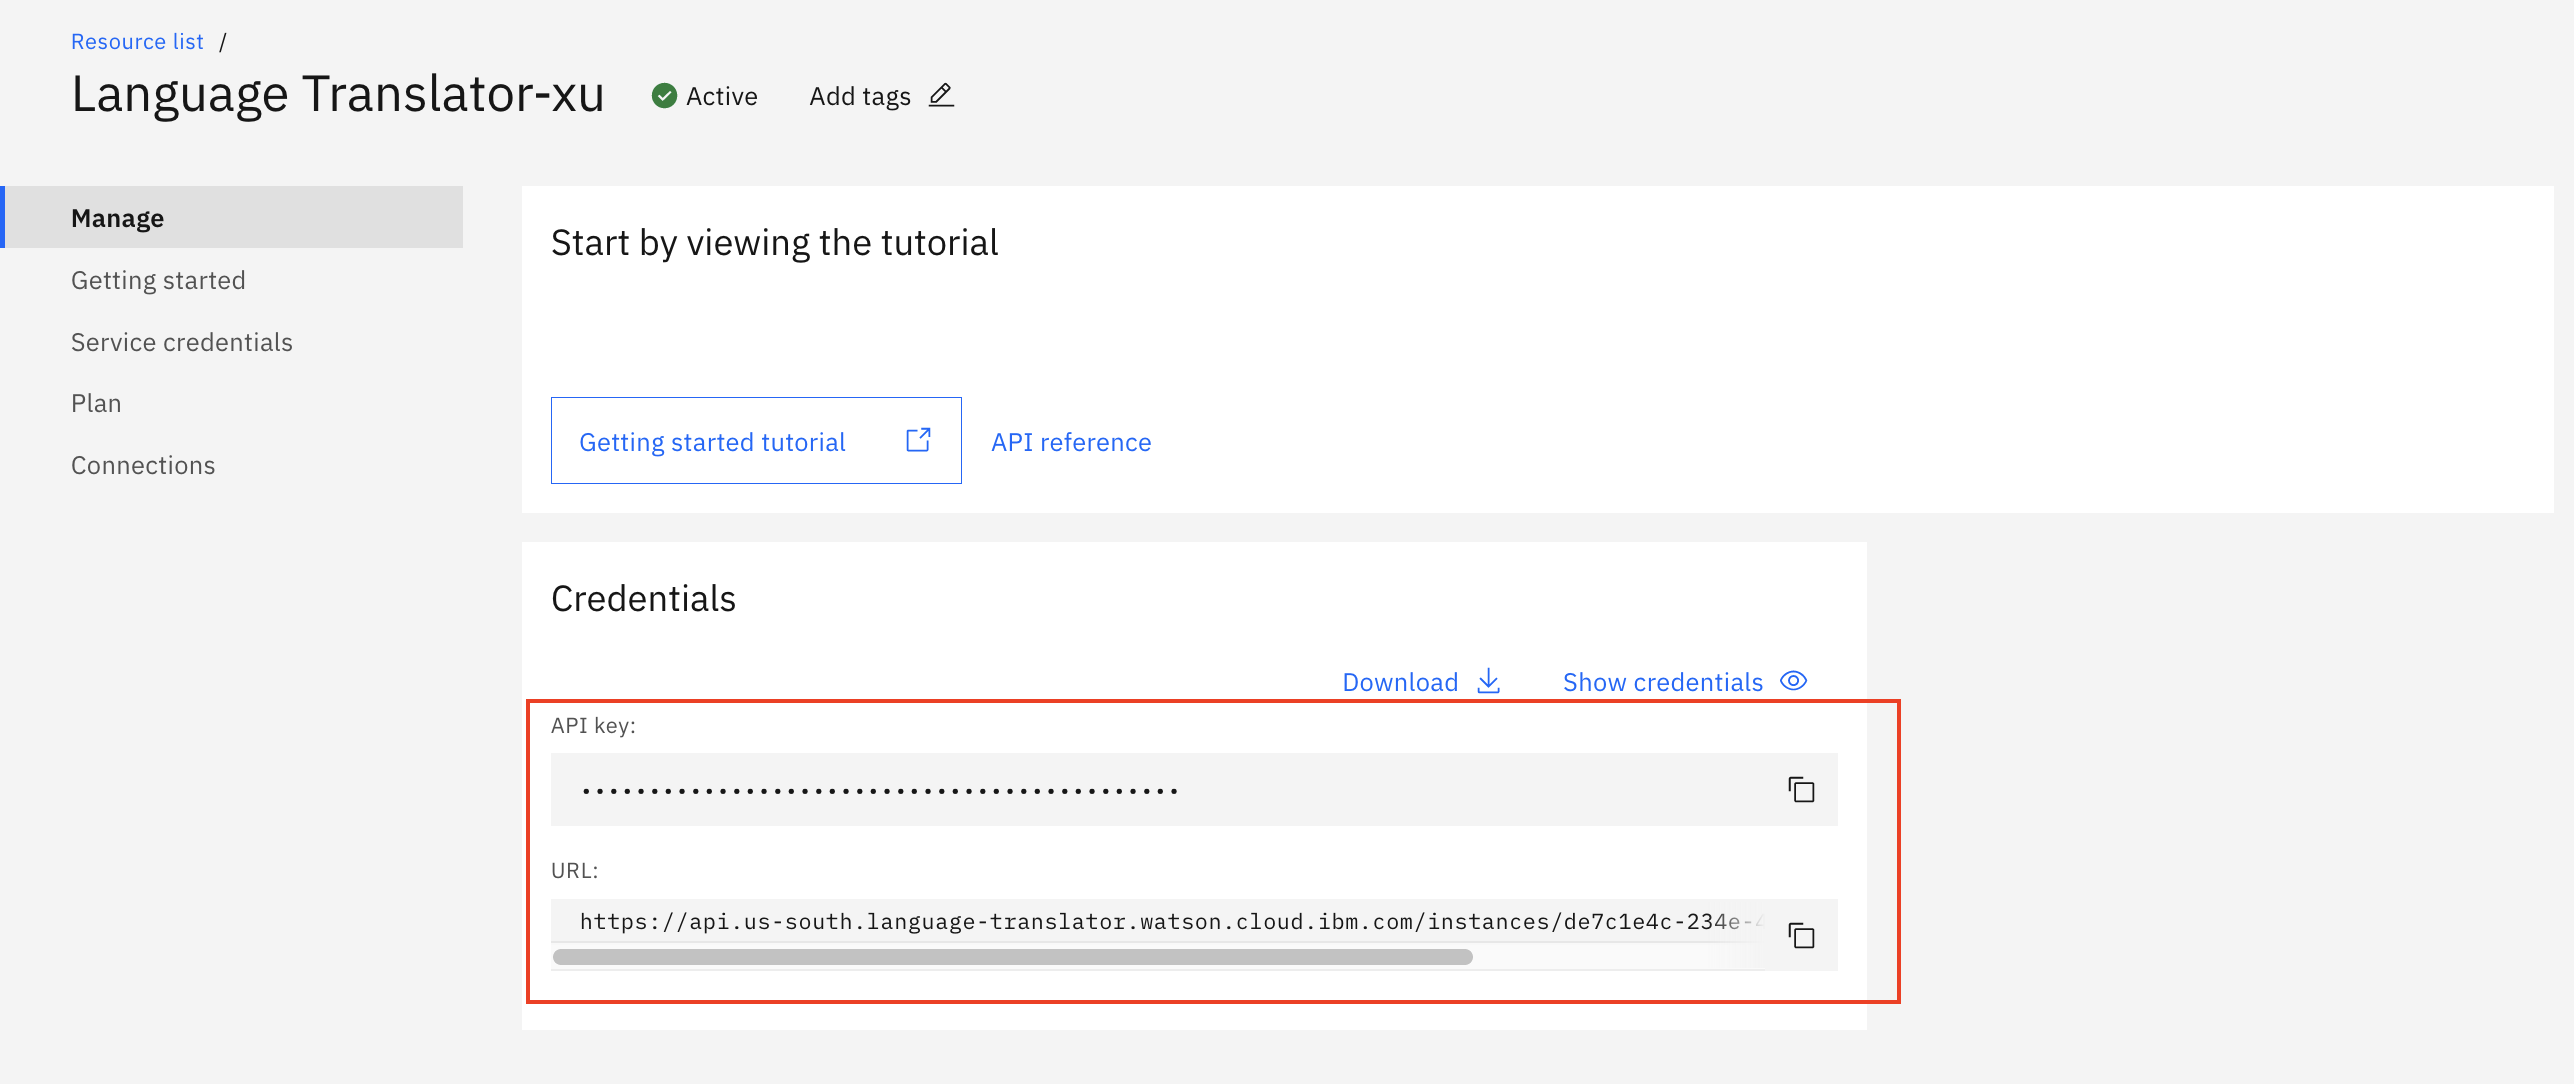 Resource list /
Language Translator-xu
Active
Add tags
Manage
Getting started
Service credentials
Plan
Connections
Start by viewing the tutorial
Getting started tutorial
API reference
Credentials
Download
Show credentials
API key:
••••••••••••••••••••••••••••••••••••••••••••
URL:
https://api.us-south.language-translator.watson.cloud.ibm.com/instances/de7c1e4c-234e-4